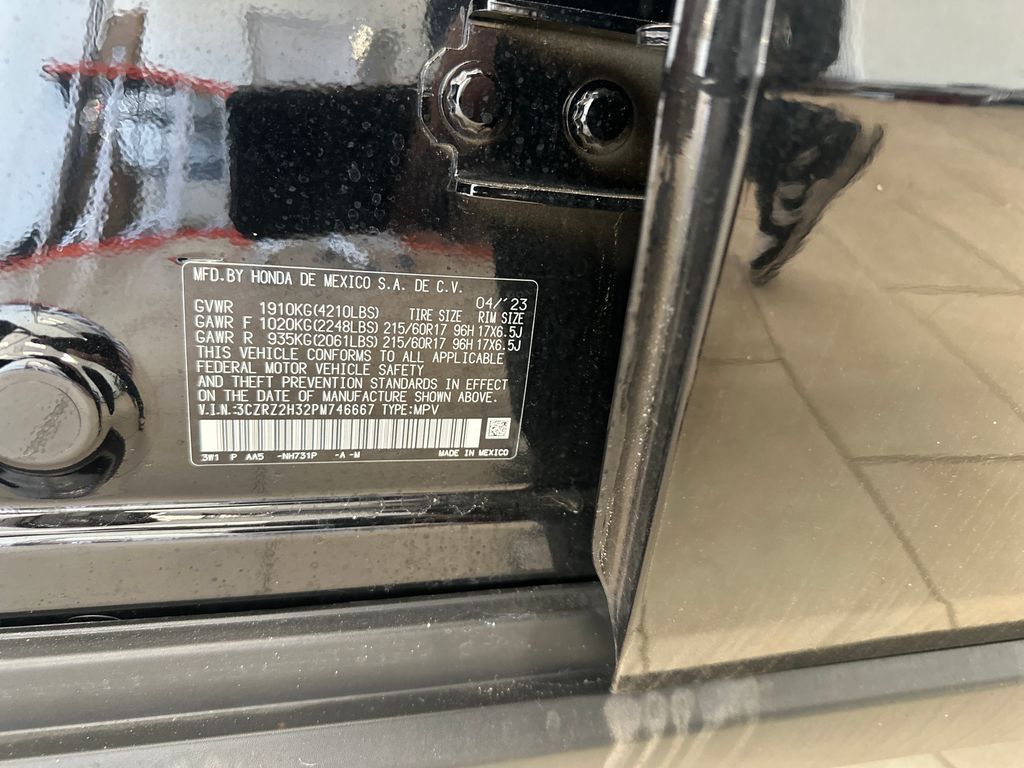 MFD.BY HONDA DE MEXICO S.A. DE C.V.
04/'23
GVWR 1910KG(4210LBS) TIRE SIZE RIM SIZE
GAWR F 1020KG(2248LBS) 215/60R17 96H 17X6.5J
GAWR R 935KG(2061LBS) 215/60R17 96H 17X6.5J
THIS VEHICLE CONFORMS TO ALL APPLICABLE
FEDERAL MOTOR VEHICLE SAFETY
AND THEFT PREVENTION STANDARDS IN EFFECT
ON THE DATE OF MANUFACTURE SHOWN ABOVE.
V.I.N.:3CZRZ2H32PM746667 TYPE:MPV
3W1 P AA5 -NH731P -A -M MADE IN MEXICO